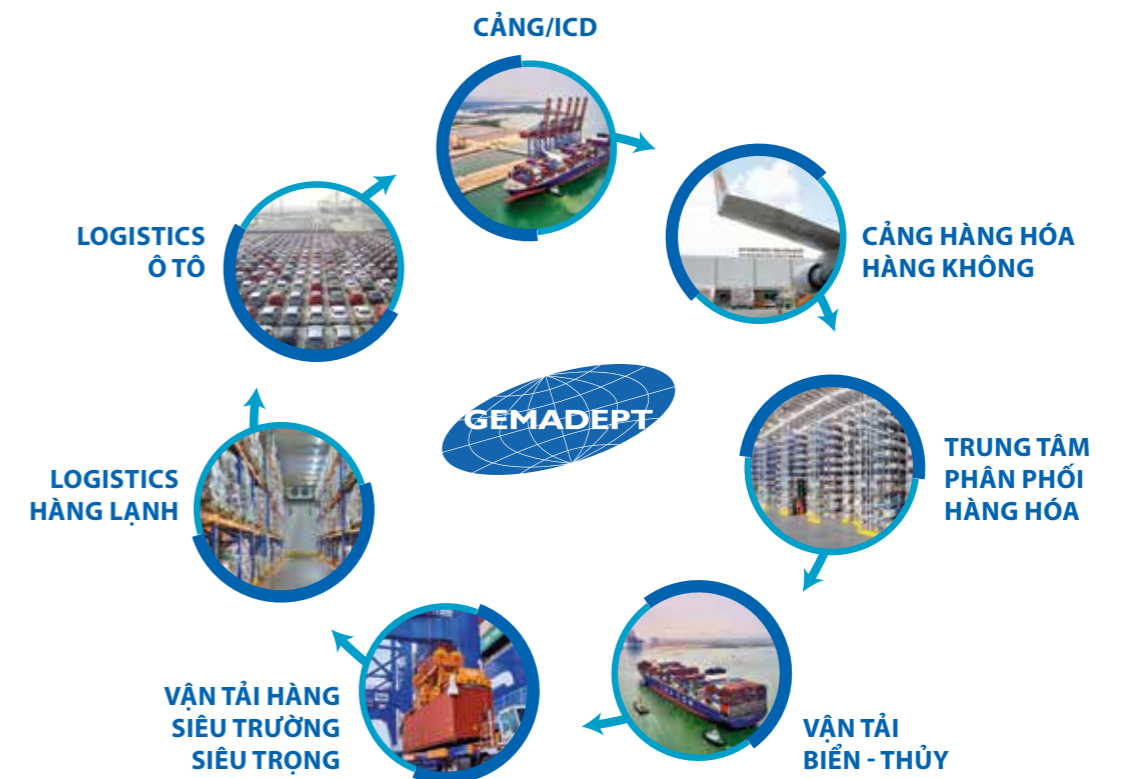 CẢNG/ICD
CẢNG HÀNG HÓA
HÀNG KHÔNG
TRUNG TÂM
PHÂN PHỐI
HÀNG HÓA
VẬN TẢI
BIỂN - THỦY
VẬN TẢI HÀNG
SIÊU TRƯỜNG
SIÊU TRỌNG
LOGISTICS
HÀNG LẠNH
LOGISTICS
Ô TÔ
GEMADEPT